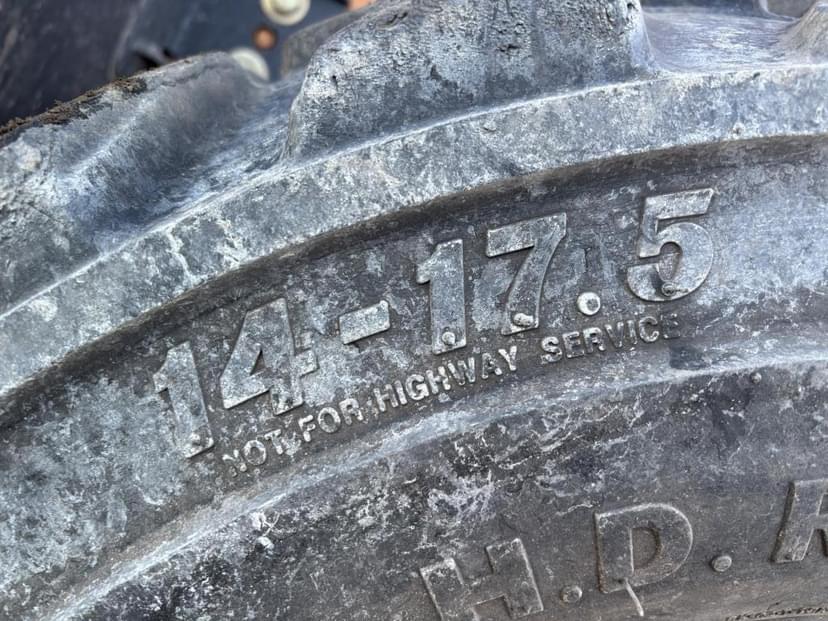 14-17.5
NOT FOR HIGHWAY SERVICE
H.D.